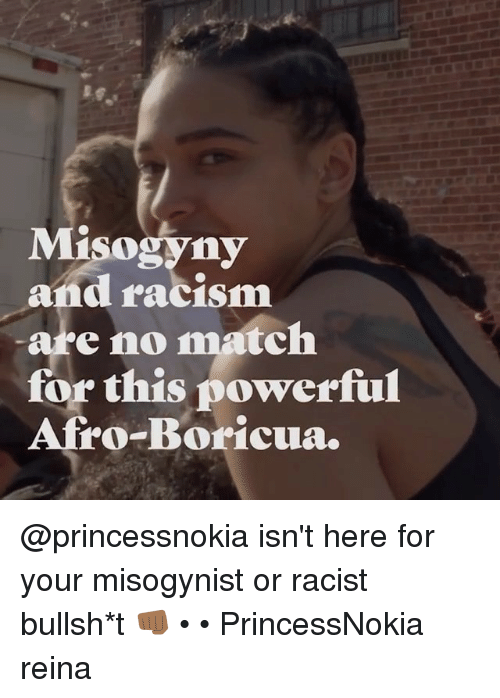 Misogyny
and racism
are no match
for this powerful
Afro-Boricua.
@princessnokia isn't here for
your misogynist or racist
bullsh*t 👊🏾 • • PrincessNokia
reina